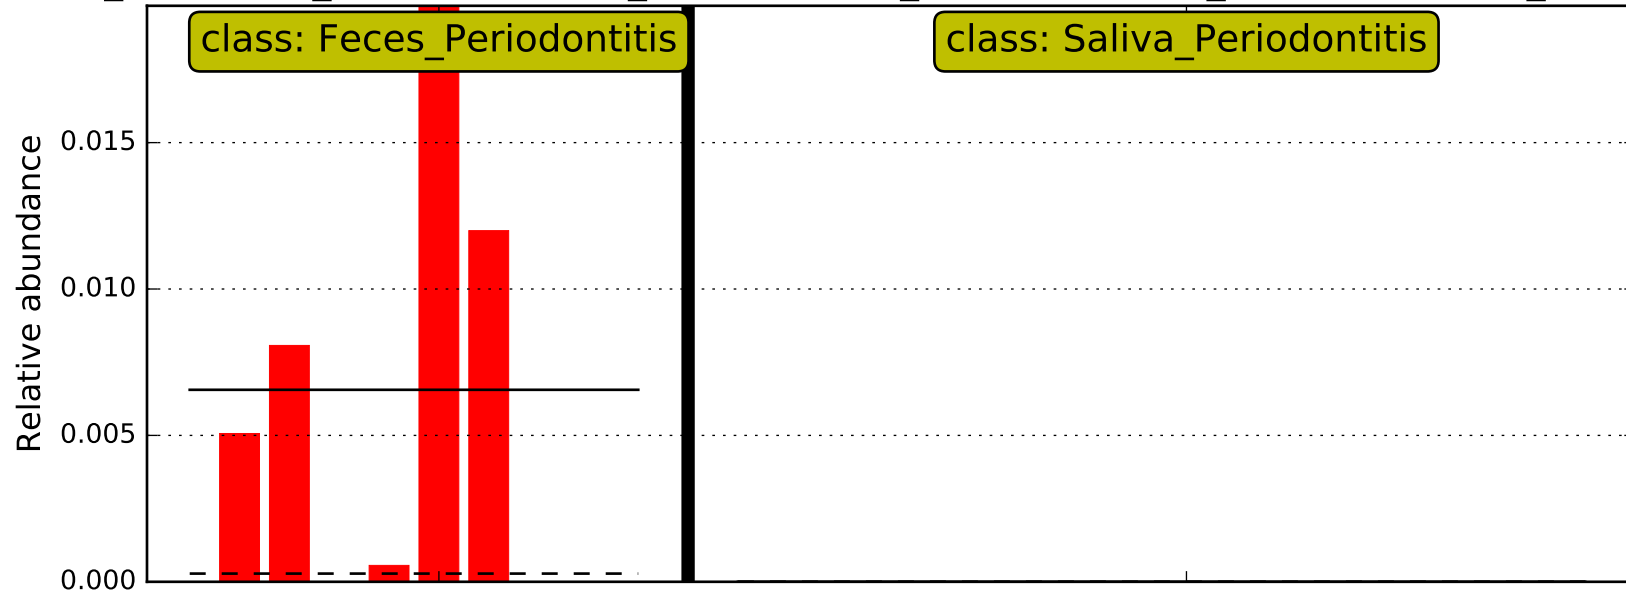 class: Feces_Periodontitis
class: Saliva_Periodontitis
Relative abundance
0.015
0.010
0.005
0.000